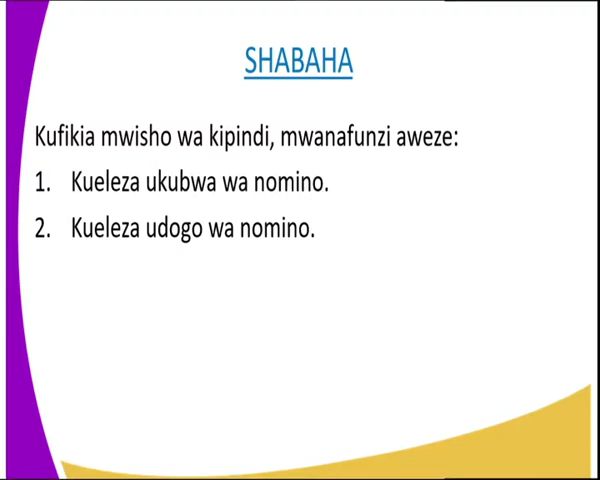 SHABAHA
Kufikia mwisho wa kipindi, mwanafunzi aweze:
1. Kueleza ukubwa wa nomino.
2. Kueleza udogo wa nomino.